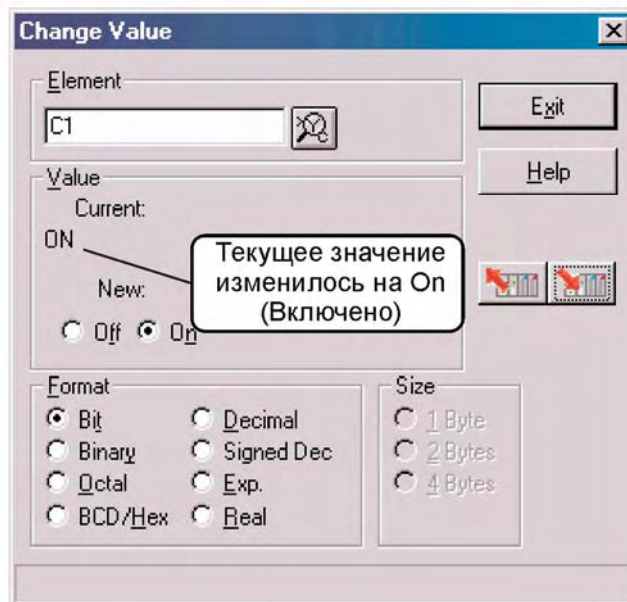 Change Value
Element
C1
Exit
Help
Value
Current:
ON
Текущее значение
изменилось на On
(Включено)
New:
Off On
Format
Bit Decimal
Binary Signed Dec
Octal Exp.
BCD/Hex Real
Size
1 Byte
2 Bytes
4 Bytes